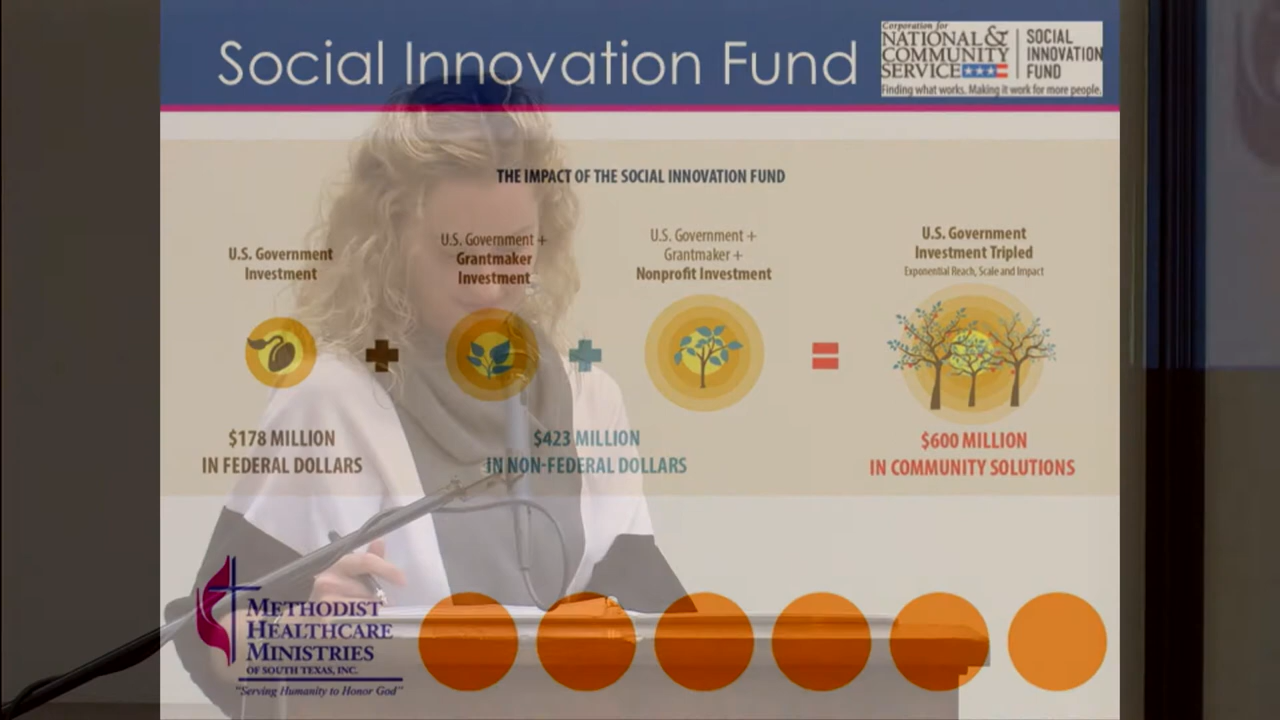 Social Innovation Fund
Corporation for
NATIONAL &
COMMUNITY
SERVICE
SOCIAL
INNOVATION
FUND
Finding what works. Making it work for more people.
THE IMPACT OF THE SOCIAL INNOVATION FUND
U.S. Government
Investment
U.S. Government +
Grantmaker
Investment
U.S. Government +
Grantmaker +
Nonprofit Investment
U.S. Government
Investment Tripled
Exponential Reach, Scale and Impact
$178 MILLION
IN FEDERAL DOLLARS
$423 MILLION
IN NON-FEDERAL DOLLARS
$600 MILLION
IN COMMUNITY SOLUTIONS
METHODIST
HEALTHCARE
MINISTRIES
OF SOUTH TEXAS, INC.
"Serving Humanity to Honor God"